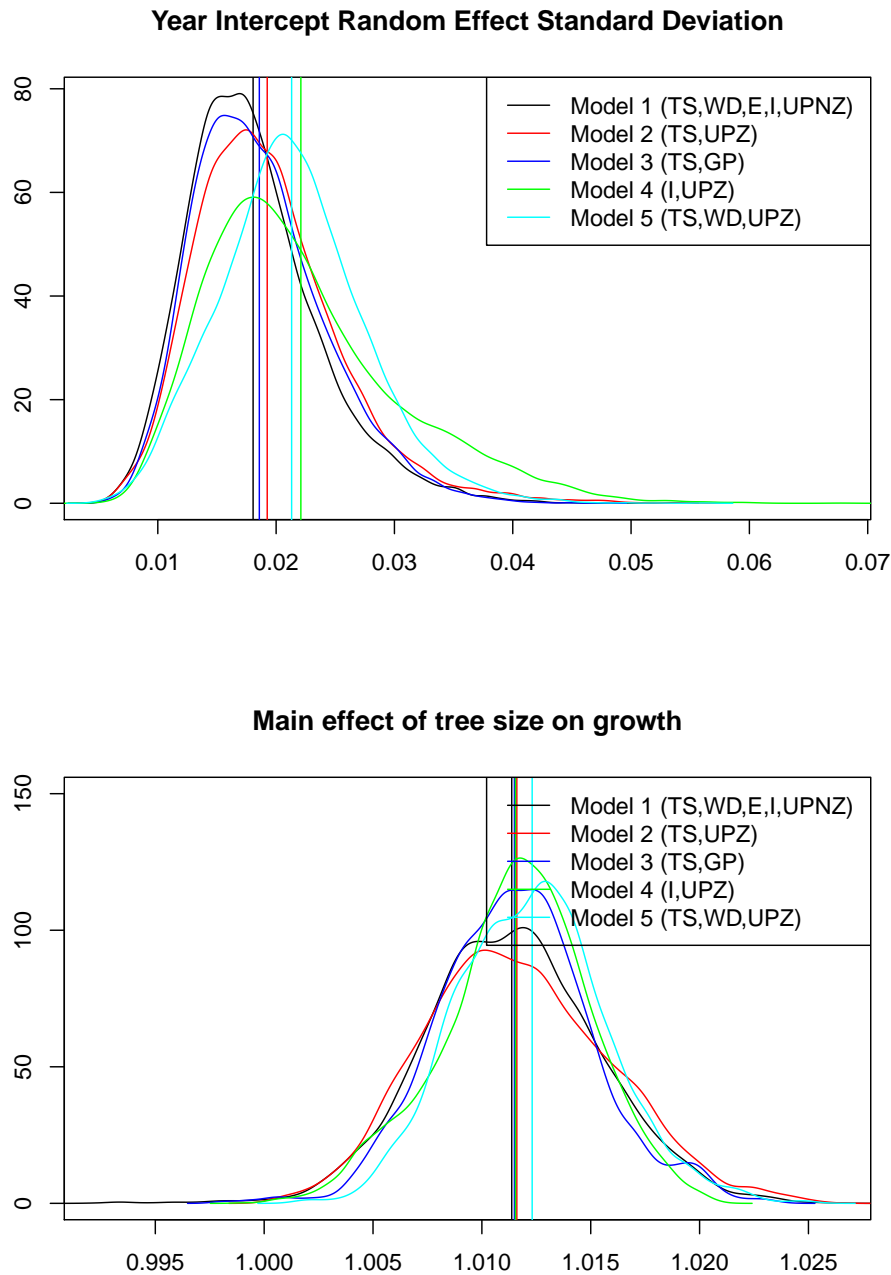 Year Intercept Random Effect Standard Deviation
80
60
40
20
0
Model 1 (TS,WD,E,I,UPNZ)
Model 2 (TS,UPZ)
Model 3 (TS,GP)
Model 4 (I,UPZ)
Model 5 (TS,WD,UPZ)
0.01 0.02 0.03 0.04 0.05 0.06 0.07
Main effect of tree size on growth
150
100
50
0
Model 1 (TS,WD,E,I,UPNZ)
Model 2 (TS,UPZ)
Model 3 (TS,GP)
Model 4 (I,UPZ)
Model 5 (TS,WD,UPZ)
0.995 1.000 1.005 1.010 1.015 1.020 1.025